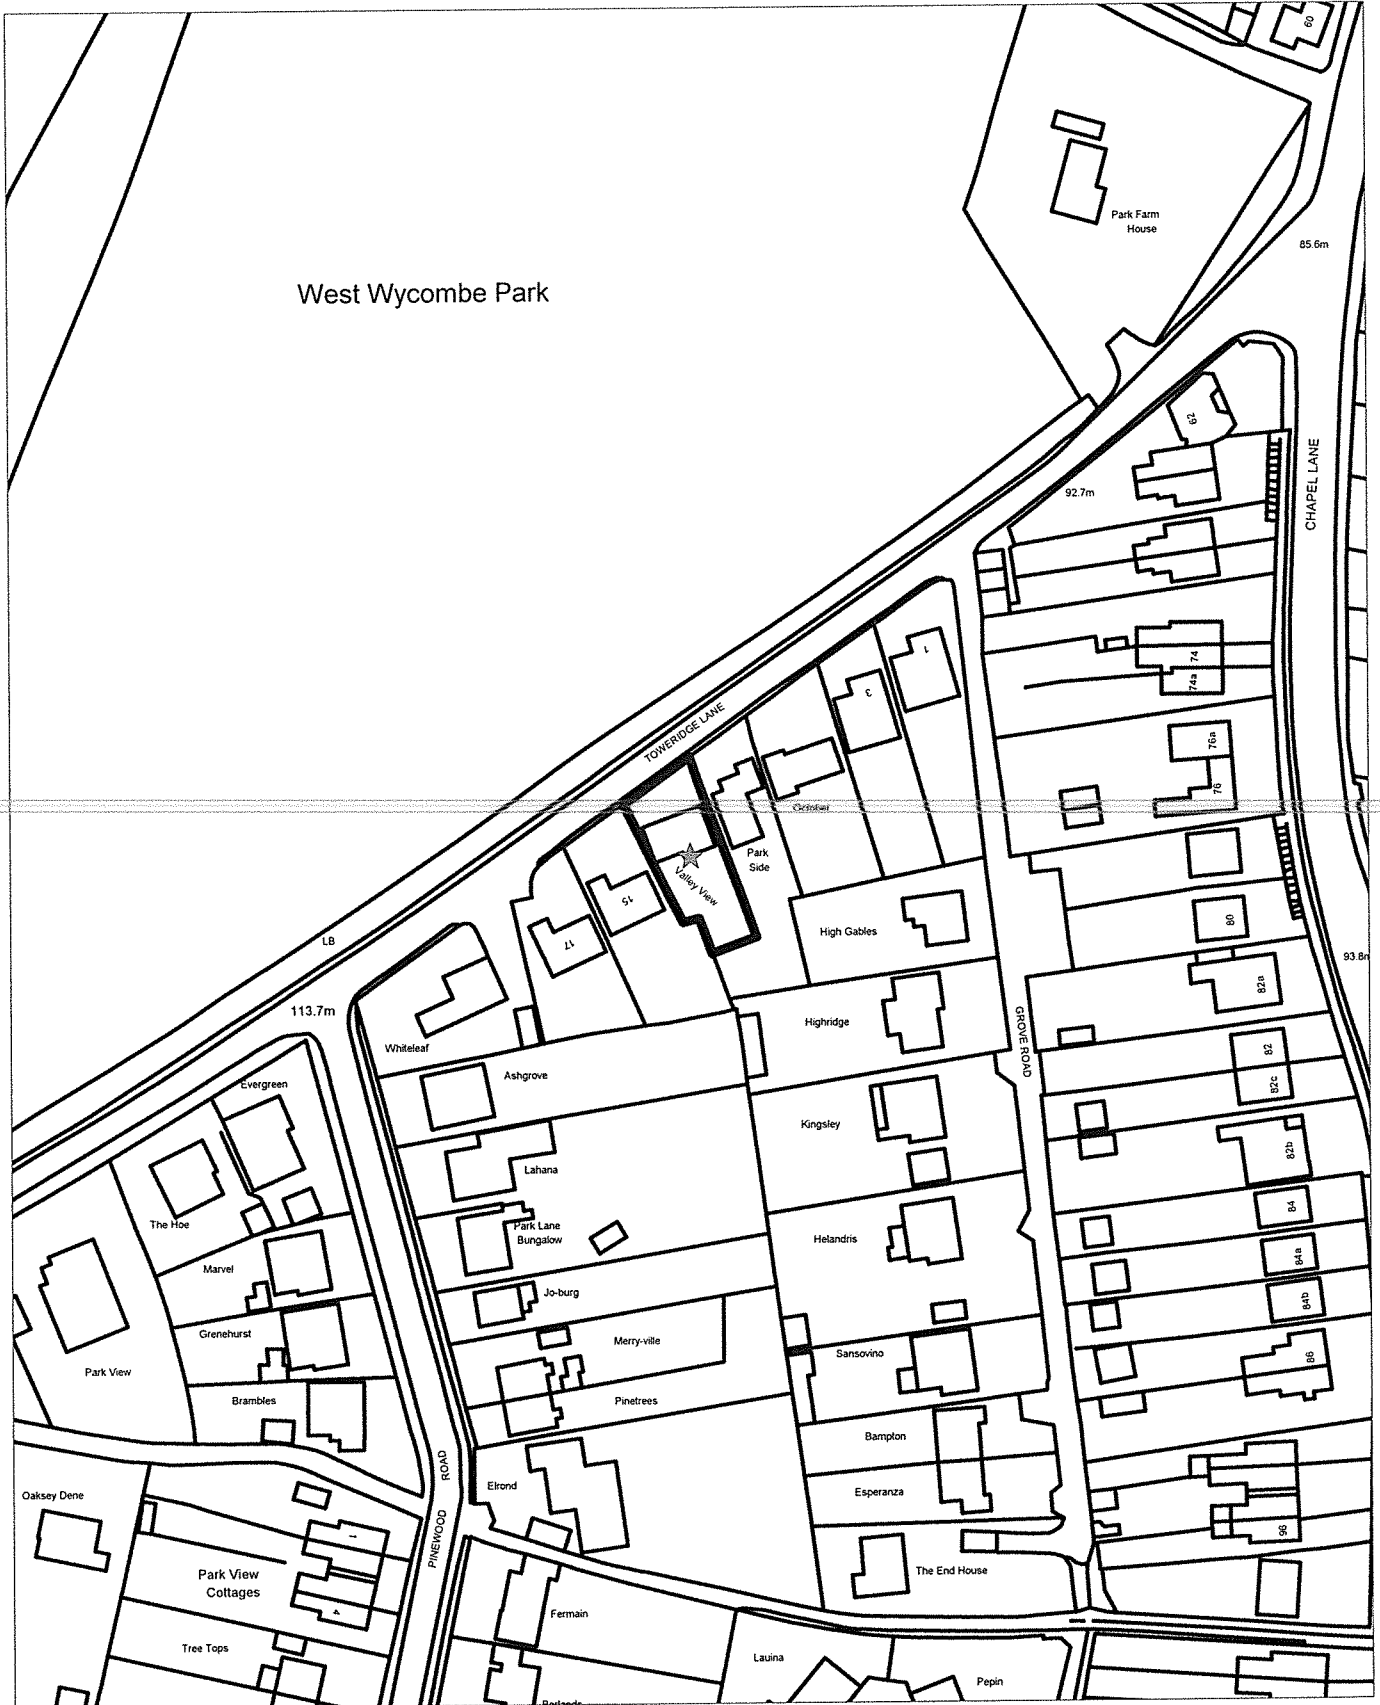 60
Park Farm
House
85.6m
West Wycombe Park
62
CHAPEL LANE
92.7m
1
74
3
74a
TOWERIDGE LANE
76a
76
October
Park
Side
Valley View
15
80
High Gables
LB
17
93.8m
82a
113.7m
Highridge
GROVE ROAD
Whiteleaf
82
Ashgrove
Evergreen
82c
Kingsley
82b
Lahana
84
The Hoe
Park Lane
Bungalow
Helandris
84a
Marvel
Jo-burg
84b
Grenehurst
Merry-ville
Sansovino
86
Park View
Brambles
Pinetrees
Bampton
PINEWOOD ROAD
Elrond
Esperanza
Oaksey Dene
1
96
Park View
Cottages
The End House
4
Fermain
Tree Tops
Lauina
Pepin